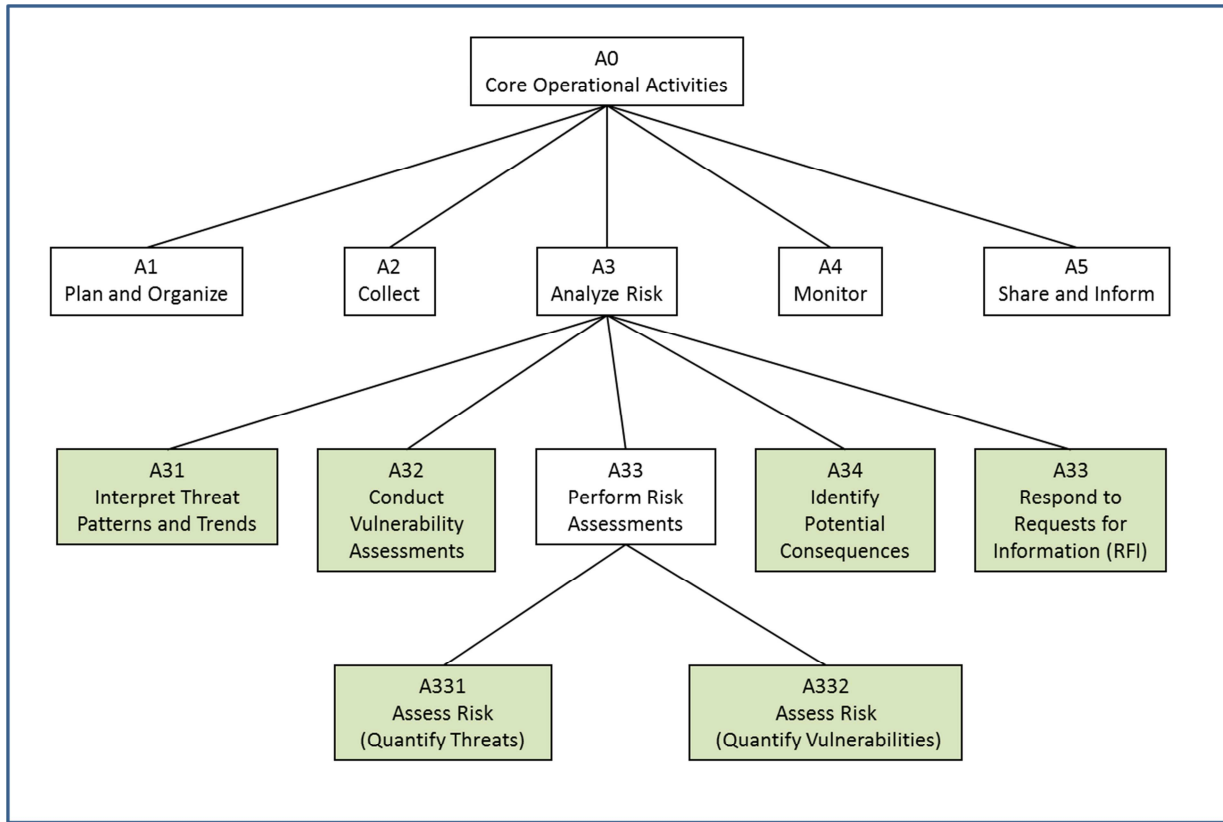 A0
Core Operational Activities
A1
Plan and Organize
A2
Collect
A3
Analyze Risk
A4
Monitor
A5
Share and Inform
A31
Interpret Threat
Patterns and Trends
A32
Conduct
Vulnerability
Assessments
A33
Perform Risk
Assessments
A34
Identify
Potential
Consequences
A33
Respond to
Requests for
Information (RFI)
A331
Assess Risk
(Quantify Threats)
A332
Assess Risk
(Quantify Vulnerabilities)